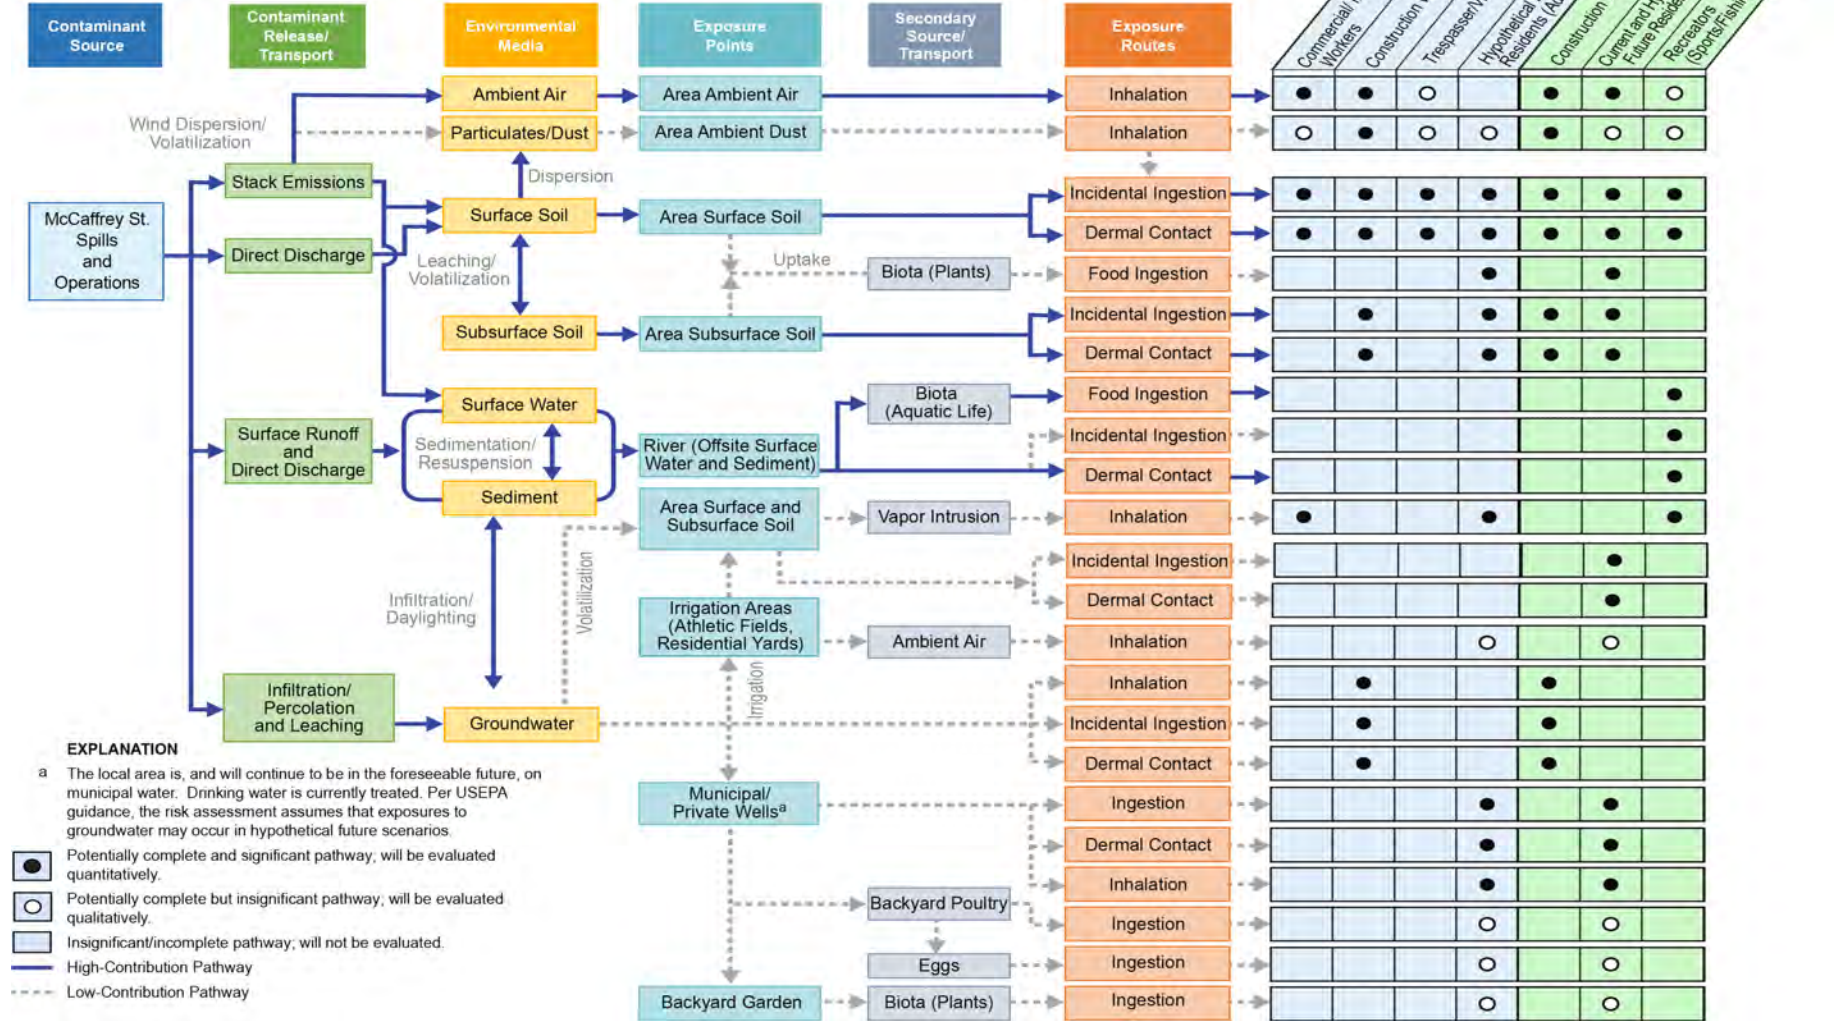 Contaminant
Source
Contaminant
Release/
Transport
Environmental
Media
Exposure
Points
Secondary
Source/
Transport
Exposure
Routes
Commercial/
Workers
Construction
Trespasser/
Hypothetical
Residents
Construction
Current and
Future
Recreators
(Sports/
Ambient Air
Area Ambient Air
Inhalation
Wind Dispersion/
Volatilization
Particulates/Dust
Area Ambient Dust
Inhalation
Stack Emissions
Dispersion
Incidental Ingestion
McCaffrey St.
Spills
and
Operations
Surface Soil
Area Surface Soil
Dermal Contact
Direct Discharge
Leaching/
Volatilization
Uptake
Biota (Plants)
Food Ingestion
Subsurface Soil
Area Subsurface Soil
Incidental Ingestion
Dermal Contact
Surface Water
Biota
(Aquatic Life)
Food Ingestion
Surface Runoff
and
Direct Discharge
Sedimentation/
Resuspension
River (Offsite Surface
Water and Sediment)
Incidental Ingestion
Dermal Contact
Sediment
Area Surface and
Subsurface Soil
Vapor Intrusion
Inhalation
Volatilization
Incidental Ingestion
Infiltration/
Daylighting
Irrigation Areas
(Athletic Fields,
Residential Yards)
Dermal Contact
Ambient Air
Inhalation
Irrigation
Infiltration/
Percolation
and Leaching
Groundwater
Inhalation
Incidental Ingestion
Dermal Contact
Municipal/
Private Wellsa
Ingestion
Dermal Contact
Inhalation
Backyard Poultry
Ingestion
Eggs
Ingestion
Backyard Garden
Biota (Plants)
Ingestion
EXPLANATION
a The local area is, and will continue to be in the foreseeable future, on
municipal water. Drinking water is currently treated. Per USEPA
guidance, the risk assessment assumes that exposures to
groundwater may occur in hypothetical future scenarios.
Potentially complete and significant pathway; will be evaluated
quantitatively.
Potentially complete but insignificant pathway; will be evaluated
qualitatively.
Insignificant/incomplete pathway; will not be evaluated.
High-Contribution Pathway
Low-Contribution Pathway